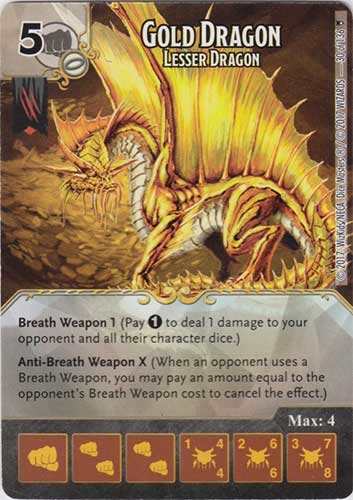 5
GOLD DRAGON
LESSER DRAGON
Breath Weapon 1 (Pay 1 to deal 1 damage to your
opponent and all their character dice.)
Anti-Breath Weapon X (When an opponent uses a
Breath Weapon, you may pay an amount equal to the
opponent's Breath Weapon cost to cancel the effect.)
Max: 4
1 4 4
2 6 6
3 7 8